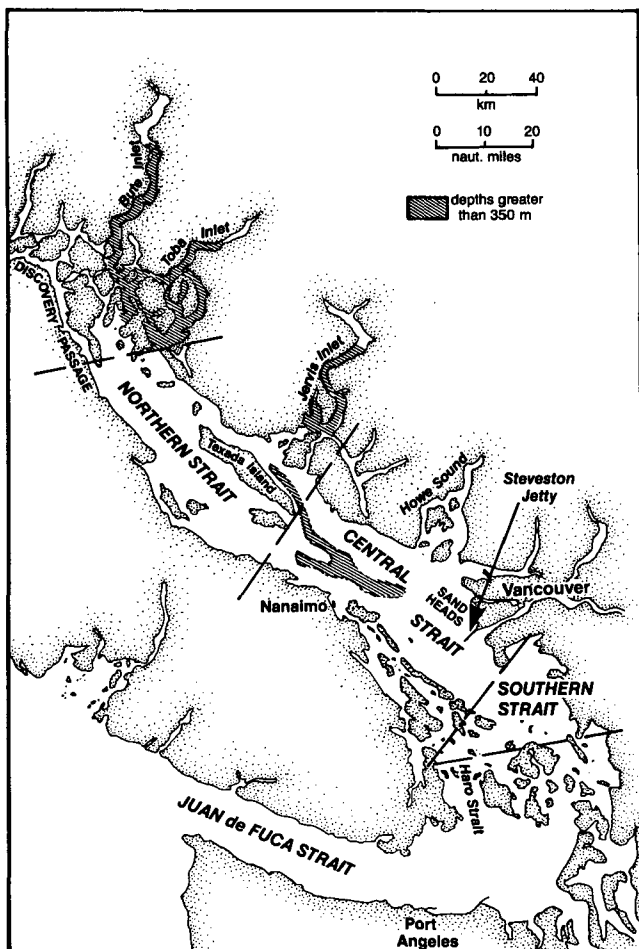 0 20 40
km
0 10 20
naut. miles
depths greater
than 350 m
Bute Inlet
Toba Inlet
DISCOVERY PASSAGE
Jervis Inlet
NORTHERN STRAIT
Texada Island
Howe Sound
Steveston
Jetty
CENTRAL
STRAIT
SAND
HEADS
Vancouver
Nanaimo
SOUTHERN
STRAIT
Haro Strait
JUAN de FUCA STRAIT
Port
Angeles